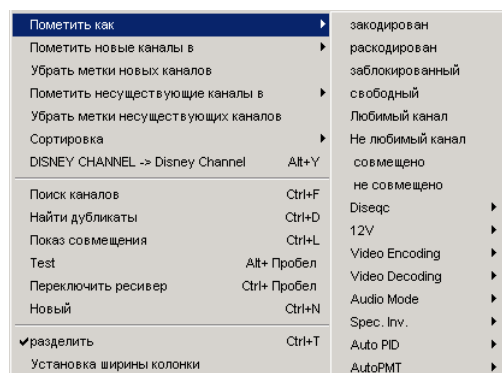 Пометить как
Пометить новые каналы в
Убрать метки новых каналов
Пометить несуществующие каналы в
Убрать метки несуществующих каналов
Сортировка
DISNEY CHANNEL -> Disney Channel Alt+Y
Поиск каналов Ctrl+F
Найти дубликаты Ctrl+D
Показ совмещения Ctrl+L
Test Alt+ Пробел
Переключить ресивер Ctrl+ Пробел
Новый Ctrl+N
разделить Ctrl+T
Установка ширины колонки
закодирован
раскодирован
заблокированный
свободный
Любимый канал
Не любимый канал
совмещено
не совмещено
Diseqc
12V
Video Encoding
Video Decoding
Audio Mode
Spec. Inv.
Auto PID
AutoPMT